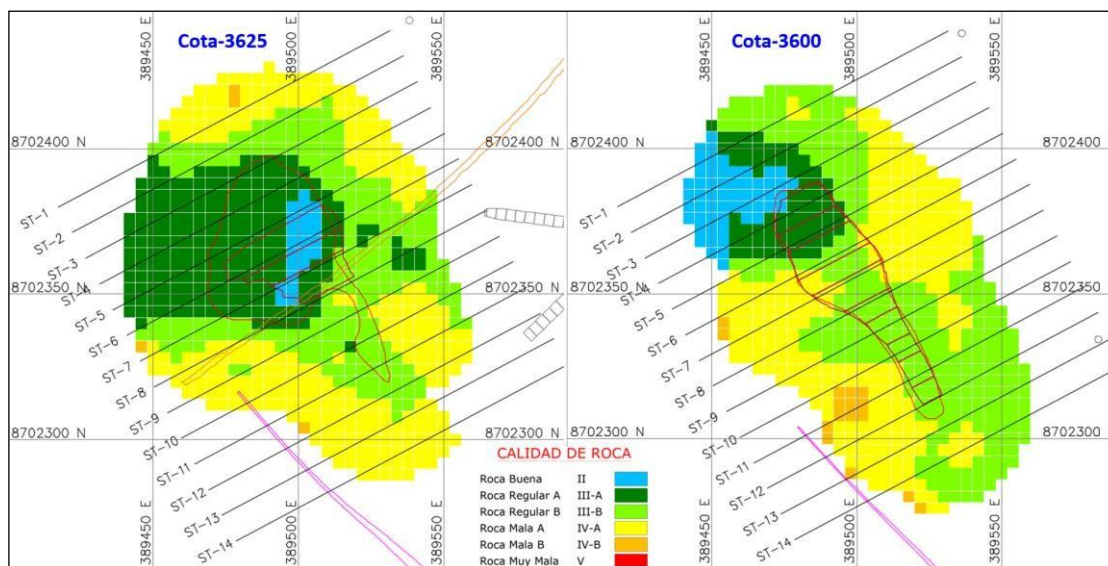 Cota-3625
389450 E
389500 E
389550 E
8702400 N
8702350 N
8702300 N
ST-1
ST-2
ST-3
ST-4
ST-5
ST-6
ST-7
ST-8
ST-9
ST-10
ST-11
ST-12
ST-13
ST-14
389450 E
389500 E
CALIDAD DE ROCA
Roca Buena II
Roca Regular A III-A
Roca Regular B III-B
Roca Mala A IV-A
Roca Mala B IV-B
Roca Muy Mala V
Cota-3600
389450 E
389500 E
389550 E
8702400 N
8702350 N
8702300 N
ST-1
ST-2
ST-3
ST-4
ST-5
ST-6
ST-7
ST-8
ST-9
ST-10
ST-11
ST-12
ST-13
ST-14
389450 E
389500 E
389550 E